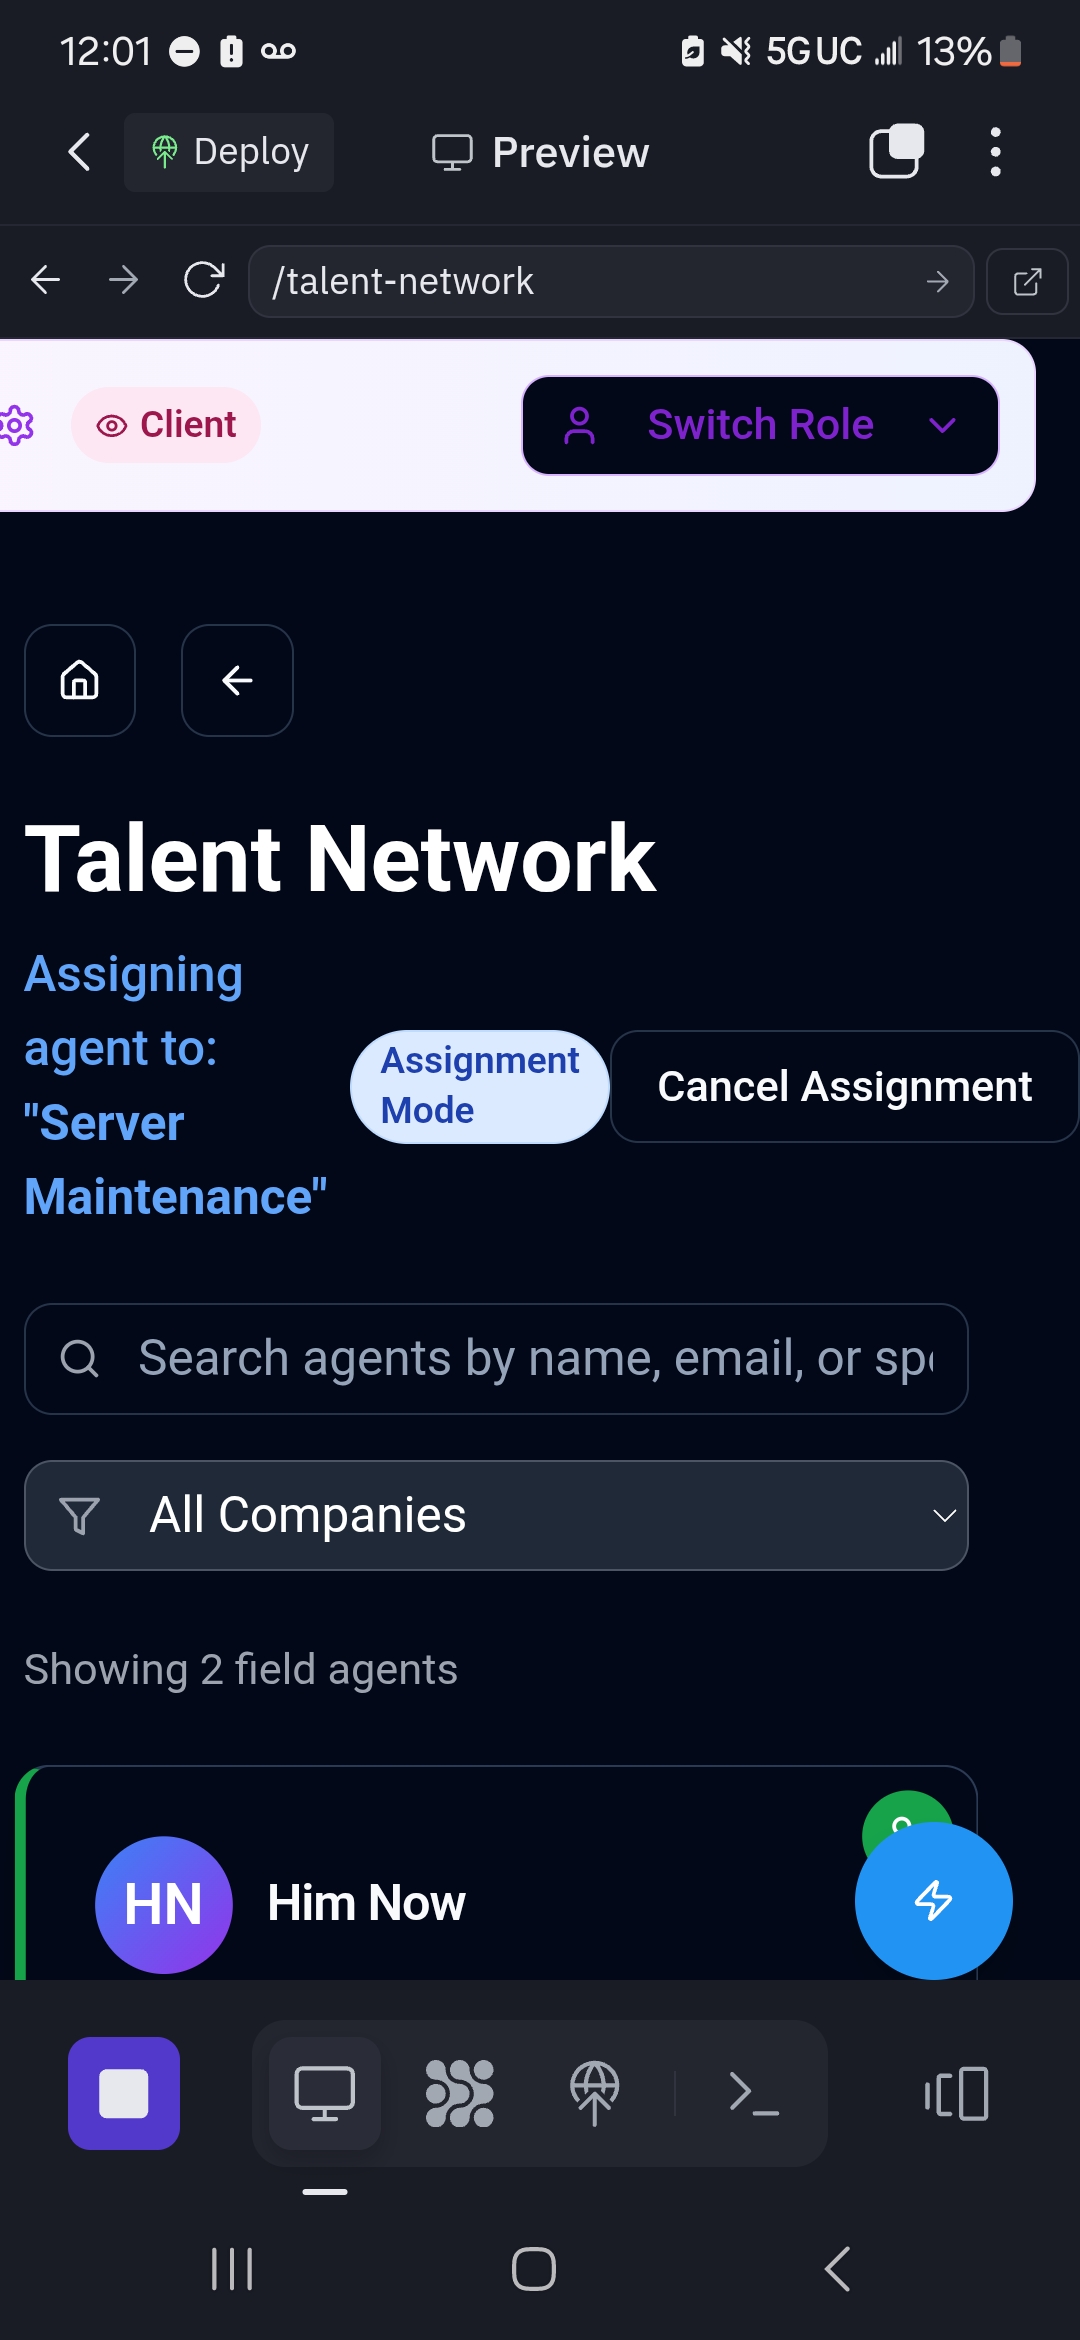 12:01
5G UC 13%
Deploy
Preview
/talent-network
Client
Switch Role
Talent Network
Assigning
agent to:
"Server
Maintenance"
Assignment
Mode
Cancel Assignment
Search agents by name, email, or
All Companies
Showing 2 field agents
HN
Him Now